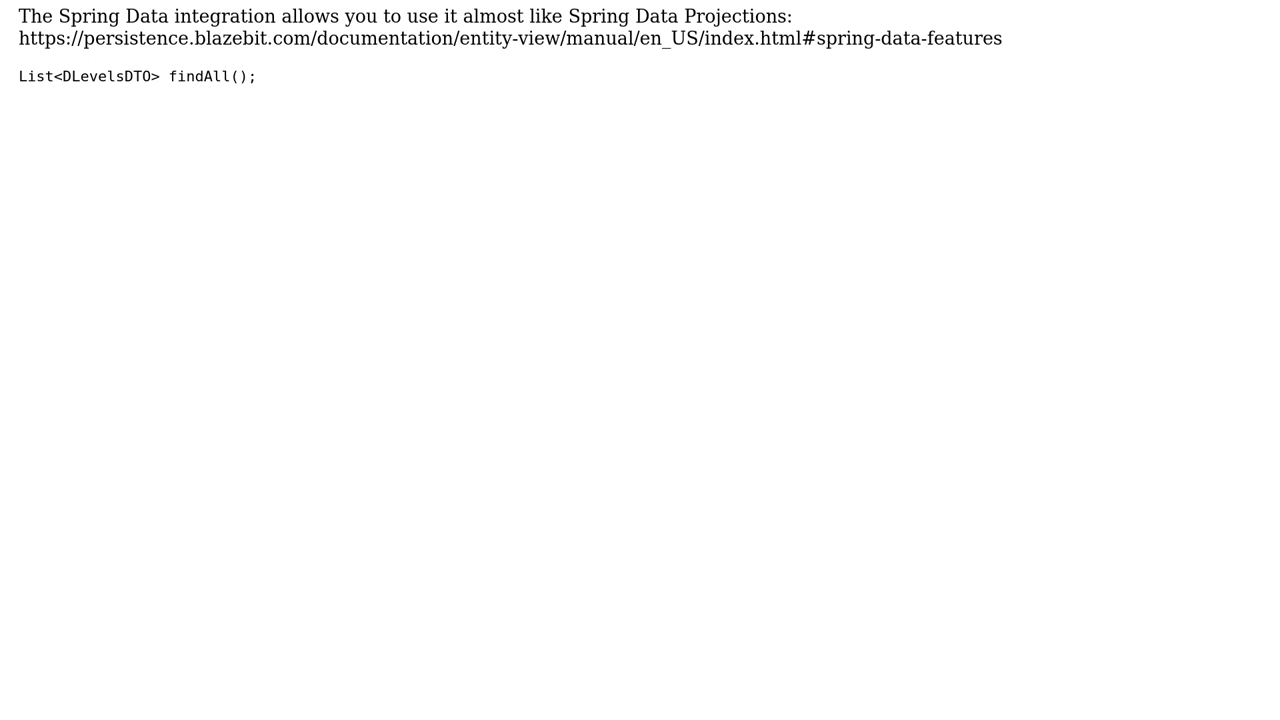 The Spring Data integration allows you to use it almost like Spring Data Projections:
https://persistence.blazebit.com/documentation/entity-view/manual/en_US/index.html#spring-data-features
List<DLevelsDTO> findAll();